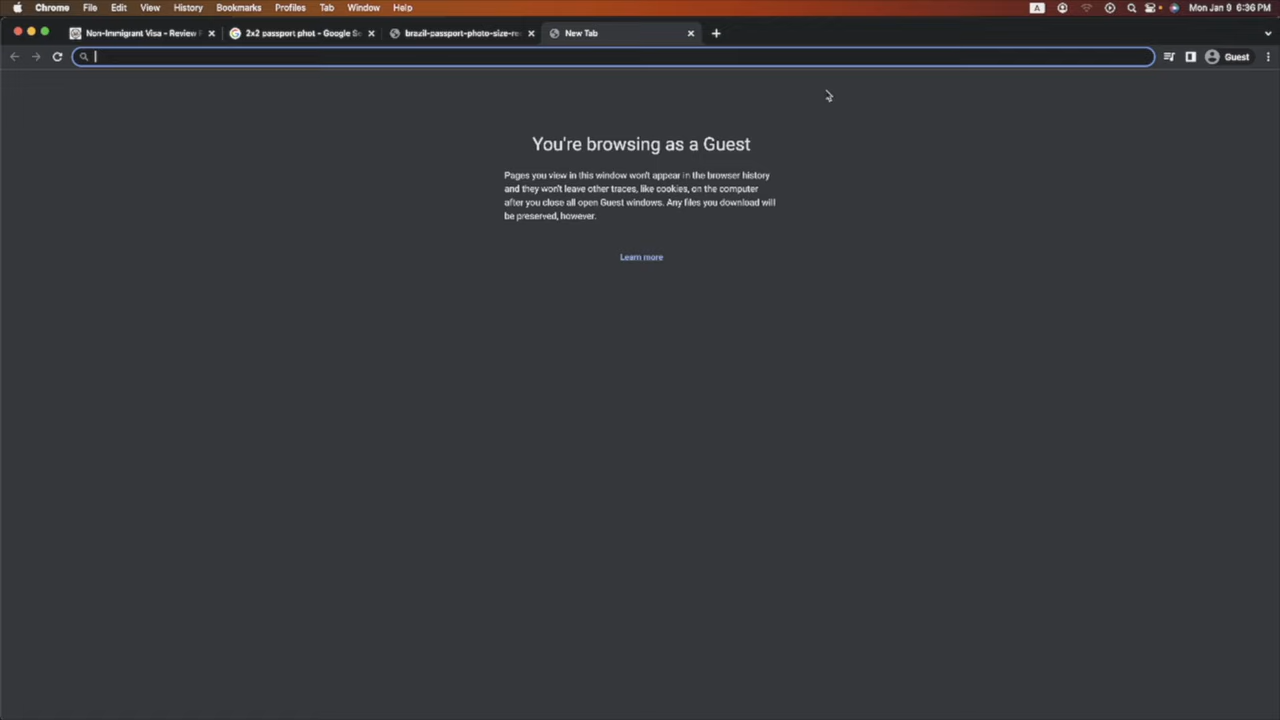 Chrome File Edit View History Bookmarks Profiles Tab Window Help A Mon Jan 9 6:36 PM
Non-Immigrant Visa - Review 2x2 passport phot - Google Se brazil-passport-photo-size-re New Tab
Guest
You're browsing as a Guest
Pages you view in this window won't appear in the browser history
and they won't leave other traces, like cookies, on the computer
after you close all open Guest windows. Any files you download will
be preserved, however.
Learn more